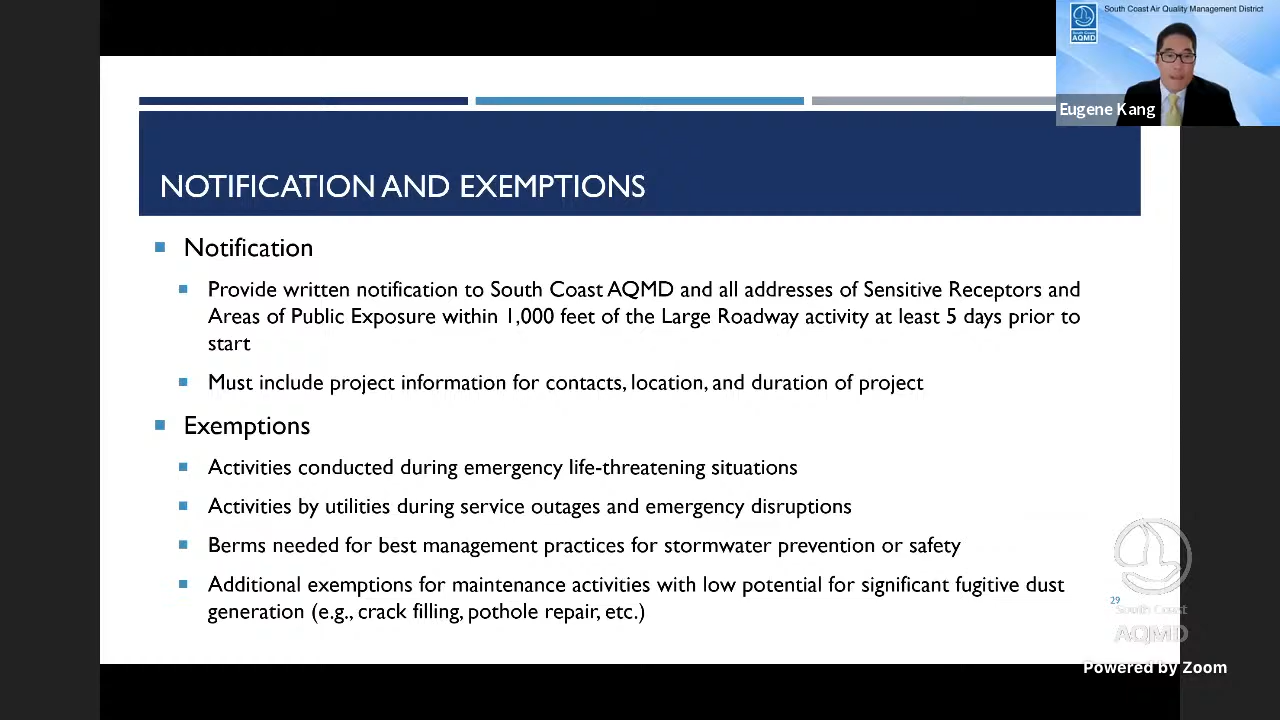 South Coast Air Quality Management District
South Coast
AQMD
Eugene Kang
NOTIFICATION AND EXEMPTIONS
Notification
Provide written notification to South Coast AQMD and all addresses of Sensitive Receptors and
Areas of Public Exposure within 1,000 feet of the Large Roadway activity at least 5 days prior to
start
Must include project information for contacts, location, and duration of project
Exemptions
Activities conducted during emergency life-threatening situations
Activities by utilities during service outages and emergency disruptions
Berms needed for best management practices for stormwater prevention or safety
Additional exemptions for maintenance activities with low potential for significant fugitive dust
generation (e.g., crack filling, pothole repair, etc.)
29
South Coast
AQMD
Powered by Zoom